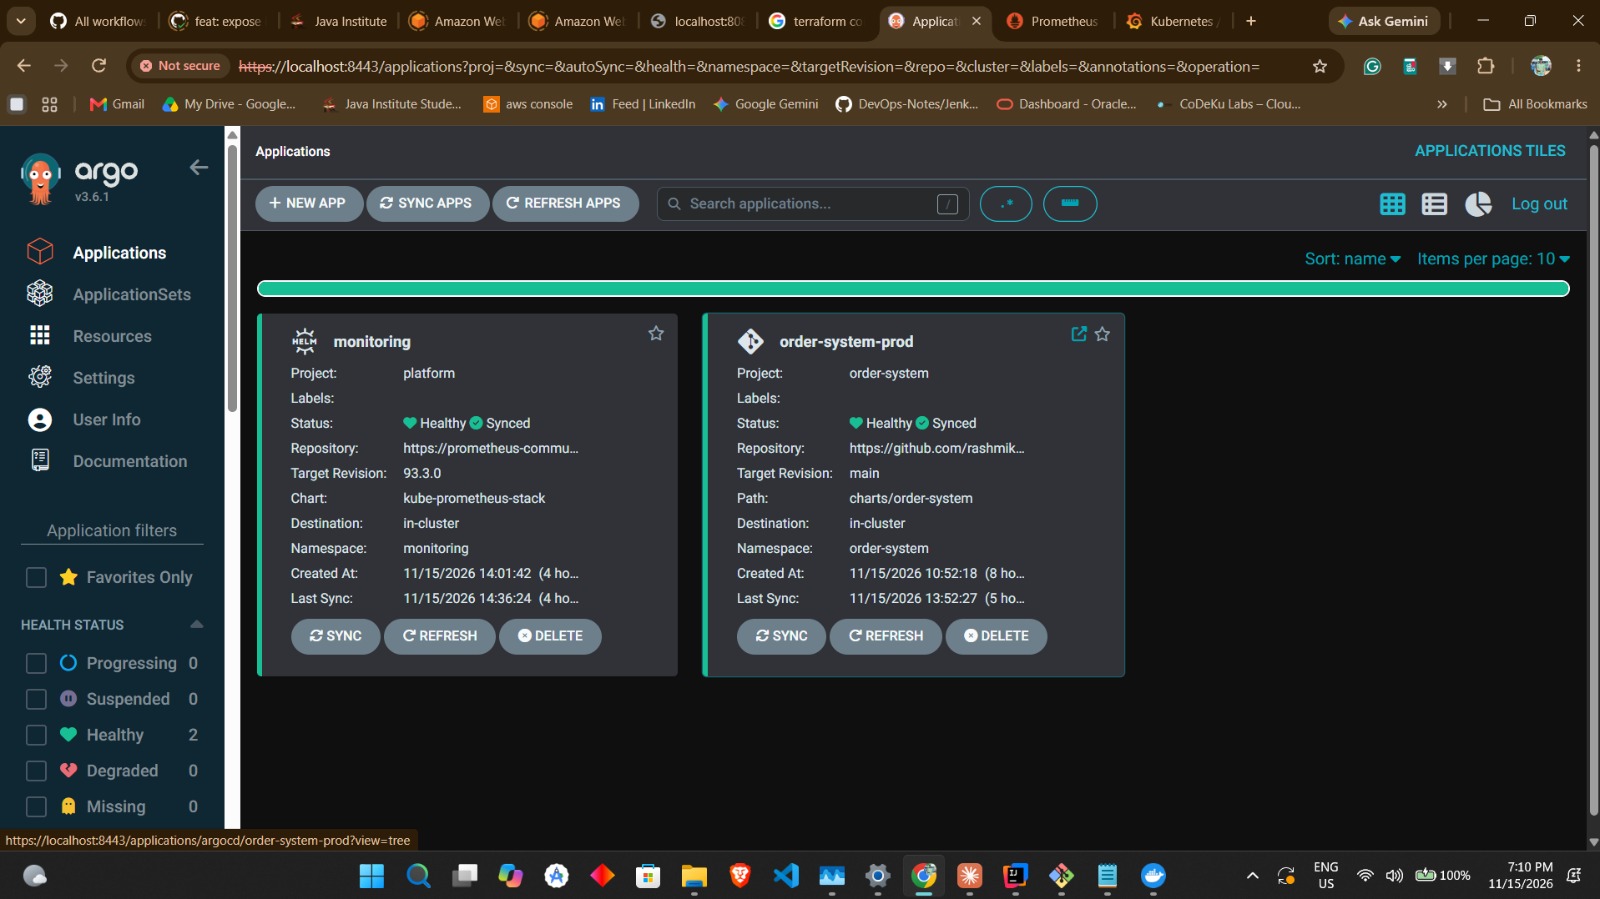 All workflow
feat: expose
Java Institute
Amazon Web
Amazon Web
localhost:808
terraform co
Applicati
Prometheus
Kubernetes /
Ask Gemini
Not secure
https://localhost:8443/applications?proj=&sync=&autoSync=&health=&namespace=&targetRevision=&repo=&cluster=&labels=&annotations=&operation=
Gmail
My Drive - Google...
Java Institute Stude...
aws console
Feed | LinkedIn
Google Gemini
DevOps-Notes/Jenk...
Dashboard - Oracle...
CoDeKu Labs – Clou...
»
All Bookmarks
argo
v3.6.1
Applications
ApplicationSets
Resources
Settings
User Info
Documentation
Application filters
Favorites Only
HEALTH STATUS
Progressing 0
Suspended 0
Healthy 2
Degraded 0
Missing 0
Applications
APPLICATIONS TILES
+ NEW APP
SYNC APPS
REFRESH APPS
Search applications...
/
.*
Log out
Sort: name
Items per page: 10
HELM
monitoring
Project: platform
Labels:
Status: Healthy Synced
Repository: https://prometheus-commu...
Target Revision: 93.3.0
Chart: kube-prometheus-stack
Destination: in-cluster
Namespace: monitoring
Created At: 11/15/2026 14:01:42 (4 ho...
Last Sync: 11/15/2026 14:36:24 (4 ho...
SYNC
REFRESH
DELETE
order-system-prod
Project: order-system
Labels:
Status: Healthy Synced
Repository: https://github.com/rashmik...
Target Revision: main
Path: charts/order-system
Destination: in-cluster
Namespace: order-system
Created At: 11/15/2026 10:52:18 (8 ho...
Last Sync: 11/15/2026 13:52:27 (5 ho...
SYNC
REFRESH
DELETE
https://localhost:8443/applications/argocd/order-system-prod?view=tree
ENG
US
100%
7:10 PM
11/15/2026